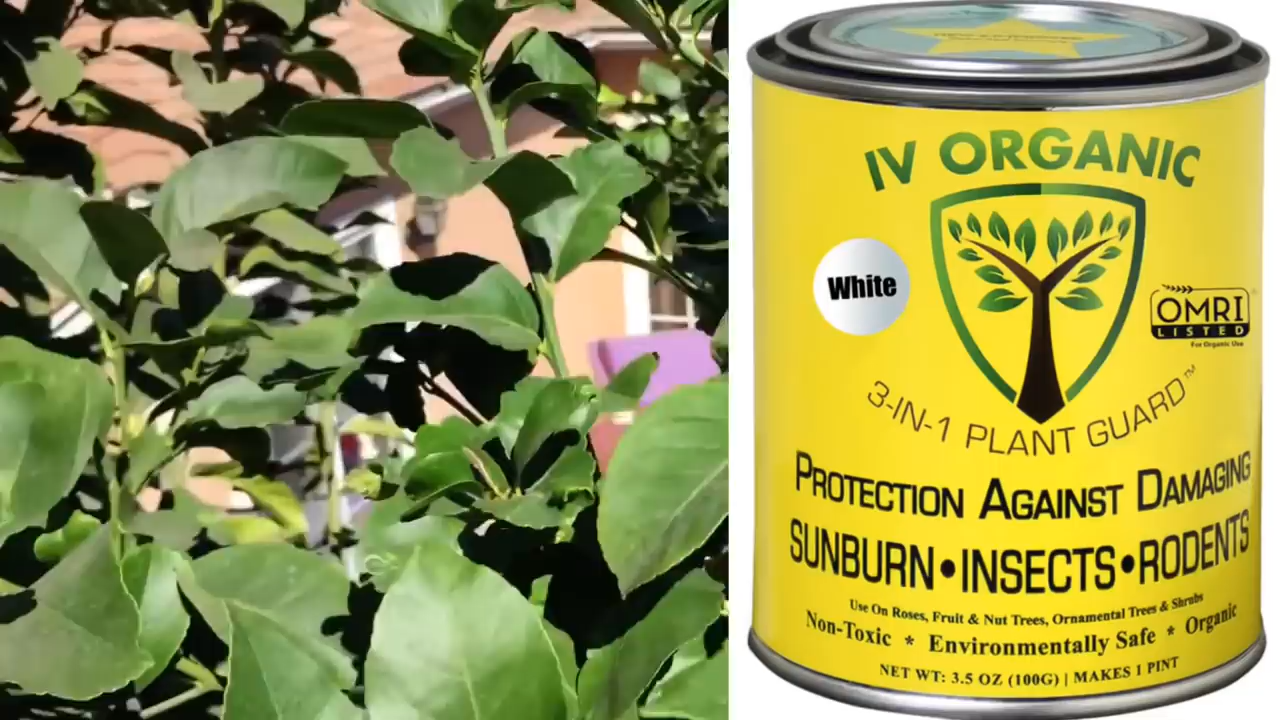 IV ORGANIC
White
OMRI
LISTED
For Organic Use
3-IN-1 PLANT GUARD™
PROTECTION AGAINST DAMAGING
SUNBURN•INSECTS•RODENTS
Use On Roses, Fruit & Nut Trees, Ornamental Trees & Shrubs
Non-Toxic * Environmentally Safe * Organic
NET WT: 3.5 OZ (100G) | MAKES 1 PINT